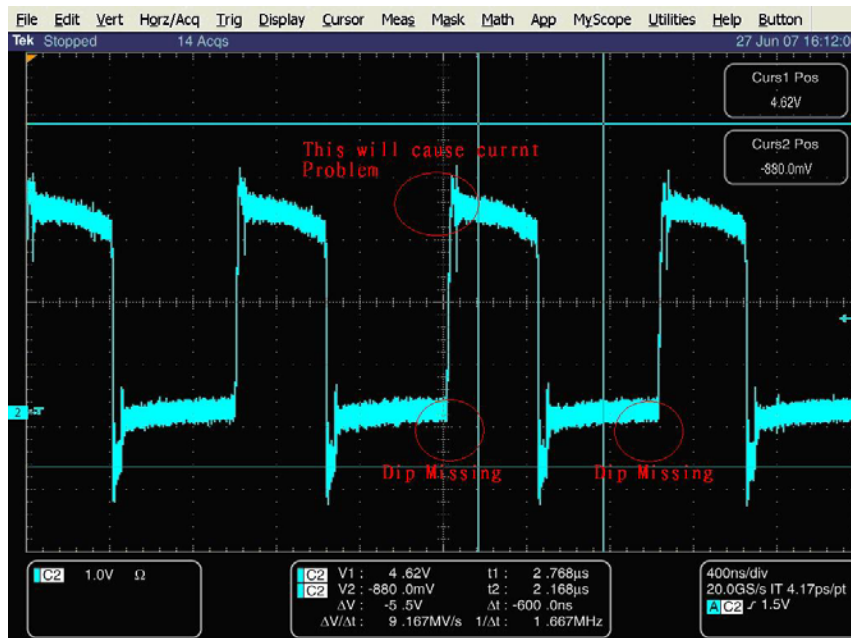 File Edit Vert Horz/Acq Trig Display Cursor Meas Mask Math App MyScope Utilities Help Button
Tek Stopped 14 Acqs 27 Jun 07 16:12:0
Curs1 Pos
4.62V
Curs2 Pos
-880.0mV
This will cause currnt
Problem
2
Dip Missing Dip Missing
C2 1.0V Ω
C2 V1 : 4 .62V t1 : 2 .768µs
C2 V2 : -880 .0mV t2 : 2 .168µs
ΔV : -5 .5V Δt : -600 .0ns
ΔV/Δt : 9 .167MV/s 1/Δt : 1 .667MHz
400ns/div
20.0GS/s IT 4.17ps/pt
A C2 1.5V